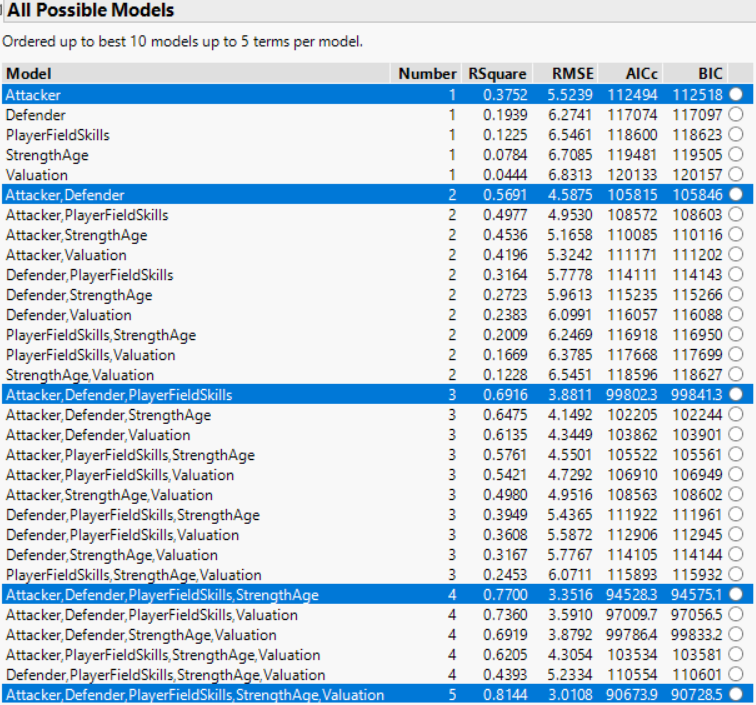 All Possible Models
Ordered up to best 10 models up to 5 terms per model.
Model Number RSquare RMSE AICc BIC
Attacker 1 0.3752 5.5239 112494 112518
Defender 1 0.1939 6.2741 117074 117097
PlayerFieldSkills 1 0.1225 6.5461 118600 118623
StrengthAge 1 0.0784 6.7085 119481 119505
Valuation 1 0.0444 6.8313 120133 120157
Attacker,Defender 2 0.5691 4.5875 105815 105846
Attacker,PlayerFieldSkills 2 0.4977 4.9530 108572 108603
Attacker,StrengthAge 2 0.4536 5.1658 110085 110116
Attacker,Valuation 2 0.4196 5.3242 111171 111202
Defender,PlayerFieldSkills 2 0.3164 5.7778 114111 114143
Defender,StrengthAge 2 0.2723 5.9613 115235 115266
Defender,Valuation 2 0.2383 6.0991 116057 116088
PlayerFieldSkills,StrengthAge 2 0.2009 6.2469 116918 116950
PlayerFieldSkills,Valuation 2 0.1669 6.3785 117668 117699
StrengthAge,Valuation 2 0.1228 6.5451 118596 118627
Attacker,Defender,PlayerFieldSkills 3 0.6916 3.8811 99802.3 99841.3
Attacker,Defender,StrengthAge 3 0.6475 4.1492 102205 102244
Attacker,Defender,Valuation 3 0.6135 4.3449 103862 103901
Attacker,PlayerFieldSkills,StrengthAge 3 0.5761 4.5501 105522 105561
Attacker,PlayerFieldSkills,Valuation 3 0.5421 4.7292 106910 106949
Attacker,StrengthAge,Valuation 3 0.4980 4.9516 108563 108602
Defender,PlayerFieldSkills,StrengthAge 3 0.3949 5.4365 111922 111961
Defender,PlayerFieldSkills,Valuation 3 0.3608 5.5872 112906 112945
Defender,StrengthAge,Valuation 3 0.3167 5.7767 114105 114144
PlayerFieldSkills,StrengthAge,Valuation 3 0.2453 6.0711 115893 115932
Attacker,Defender,PlayerFieldSkills,StrengthAge 4 0.7700 3.3516 94528.3 94575.1
Attacker,Defender,PlayerFieldSkills,Valuation 4 0.7360 3.5910 97009.7 97056.5
Attacker,Defender,StrengthAge,Valuation 4 0.6919 3.8792 99786.4 99833.2
Attacker,PlayerFieldSkills,StrengthAge,Valuation 4 0.6205 4.3054 103534 103581
Defender,PlayerFieldSkills,StrengthAge,Valuation 4 0.4393 5.2334 110554 110601
Attacker,Defender,PlayerFieldSkills,StrengthAge,Valuation 5 0.8144 3.0108 90673.9 90728.5